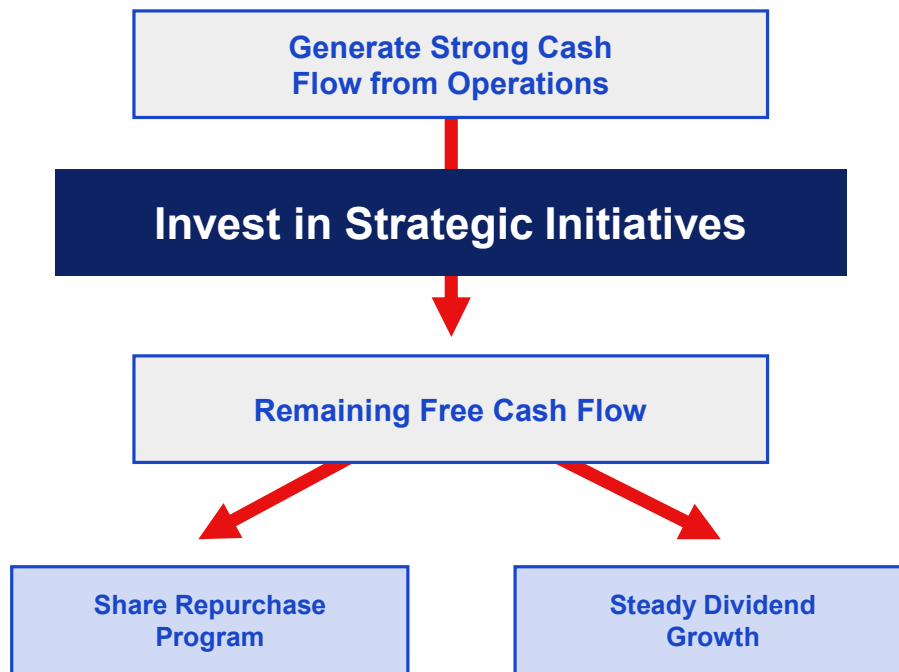 Generate Strong Cash
Flow from Operations
Invest in Strategic Initiatives
Remaining Free Cash Flow
Share Repurchase
Program
Steady Dividend
Growth